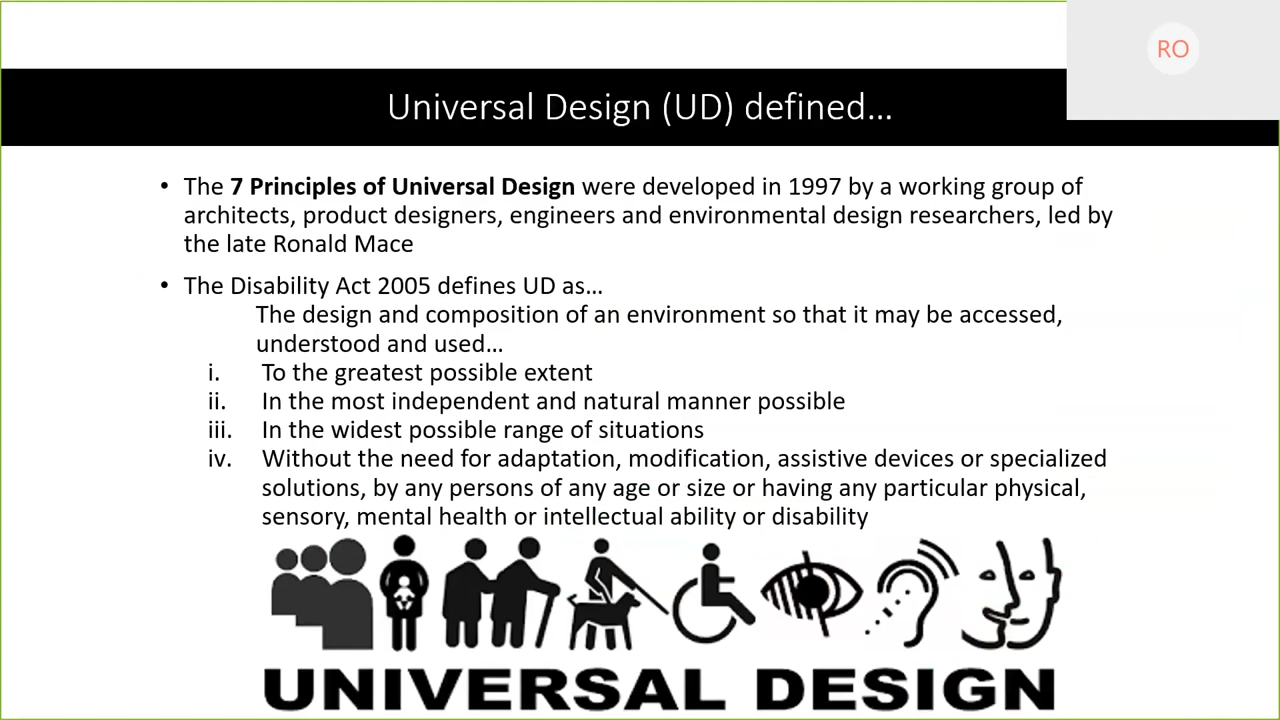 RO
Universal Design (UD) defined...
• The 7 Principles of Universal Design were developed in 1997 by a working group of
architects, product designers, engineers and environmental design researchers, led by
the late Ronald Mace
• The Disability Act 2005 defines UD as...
The design and composition of an environment so that it may be accessed,
understood and used...
i. To the greatest possible extent
ii. In the most independent and natural manner possible
iii. In the widest possible range of situations
iv. Without the need for adaptation, modification, assistive devices or specialized
solutions, by any persons of any age or size or having any particular physical,
sensory, mental health or intellectual ability or disability
UNIVERSAL DESIGN